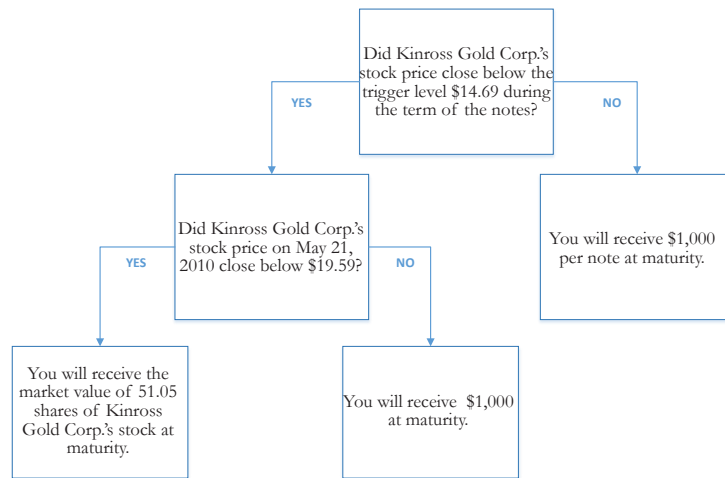 Did Kinross Gold Corp.'s
stock price close below the
trigger level $14.69 during
the term of the notes?
YES
NO
Did Kinross Gold Corp.'s
stock price on May 21,
2010 close below $19.59?
You will receive $1,000
per note at maturity.
YES
NO
You will receive the
market value of 51.05
shares of Kinross
Gold Corp.'s stock at
maturity.
You will receive $1,000
at maturity.